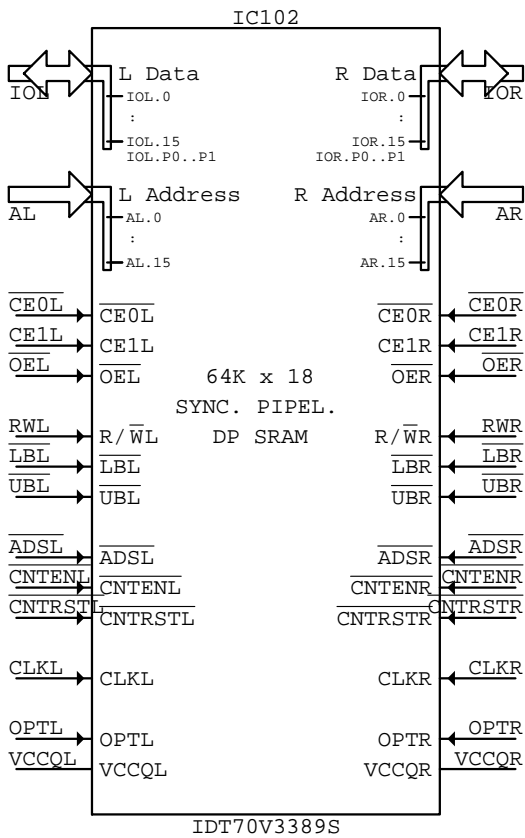 IC102
L Data R Data
IOL IOR
IOL.0 IOR.0
: :
IOL.15 IOR.15
IOL.P0..P1 IOR.P0..P1
L Address R Address
AL AR
AL.0 AR.0
: :
AL.15 AR.15
CE0L CE0L CE0R CE0R
CE1L CE1L CE1R CE1R
OEL OEL 64K x 18 OER OER
SYNC. PIPEL.
RWL R/WL DP SRAM R/WR RWR
LBL LBL LBR LBR
UBL UBL UBR UBR
ADSL ADSL ADSR ADSR
CNTENL CNTENL CNTENR CNTENR
CNTRSTL CNTRSTL CNTRSTR CNTRSTR
CLKL CLKL CLKR CLKR
OPTL OPTL OPTR OPTR
VCCQL VCCQL VCCQR VCCQR
IDT70V3389S